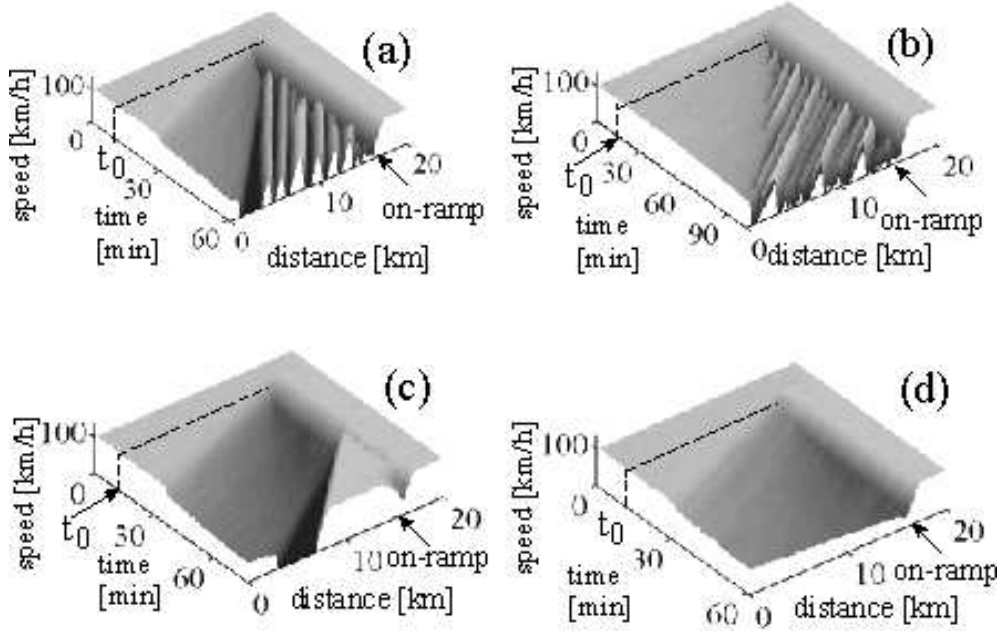 (a)
speed [km/h]
100
0
t0
30
time
[min]
60
0
10
20
on-ramp
distance [km]
(b)
speed [km/h]
100
0
t0
30
60
time
[min]
90
0
10
20
on-ramp
distance [km]
(c)
speed [km/h]
100
0
t0
30
time
[min]
60
0
10
20
on-ramp
distance [km]
(d)
speed [km/h]
100
0
t0
30
time
[min]
60
0
10
20
on-ramp
distance [km]